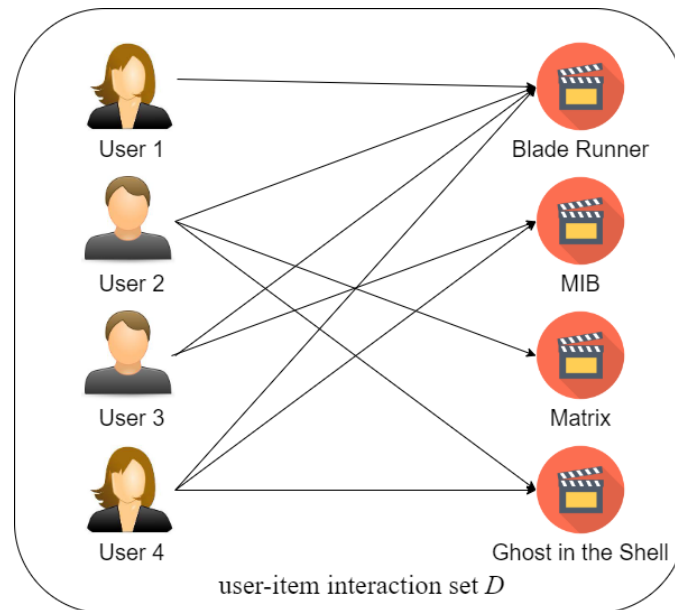 User 1
Blade Runner
User 2
MIB
User 3
Matrix
User 4
Ghost in the Shell
user-item interaction set D